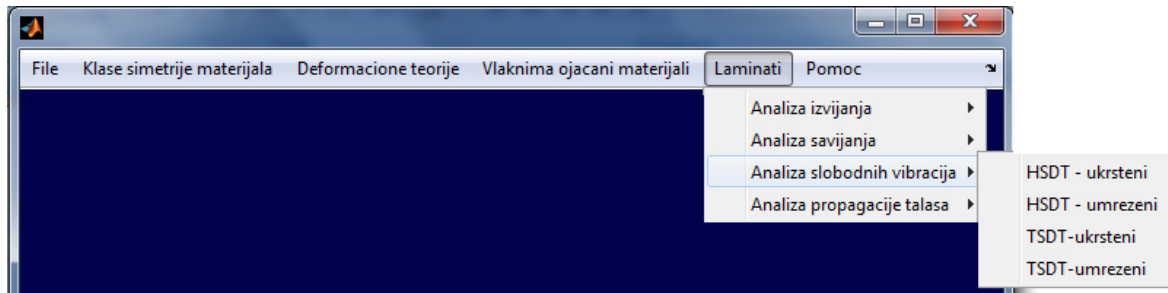 File Klase simetrije materijala Deformacione teorije Vlaknima ojacani materijali Laminati Pomoc
Analiza izvijanja
Analiza savijanja
Analiza slobodnih vibracija
Analiza propagacije talasa
HSDT - ukrsteni
HSDT - umrezeni
TSDT-ukrsteni
TSDT-umrezeni